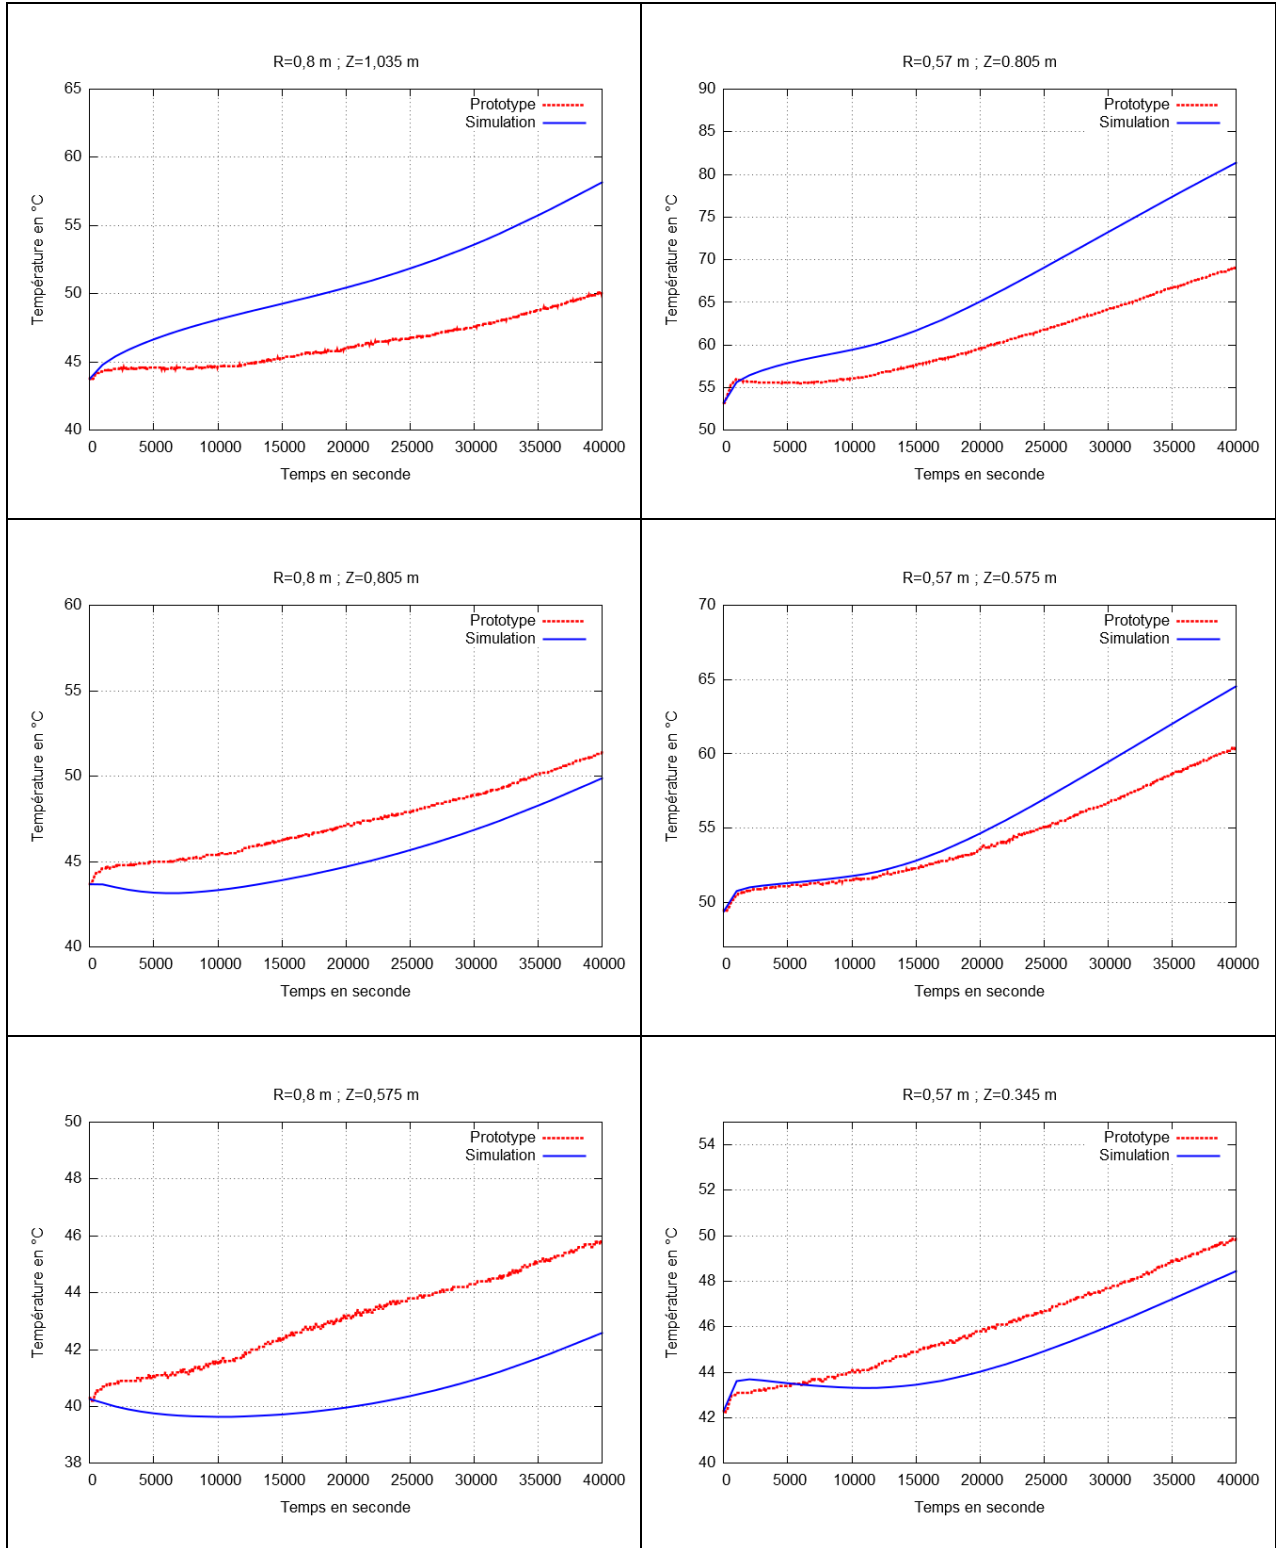 R=0,8 m ; Z=1,035 m
65
60
55
50
45
40
Température en °C
Prototype
Simulation
0 5000 10000 15000 20000 25000 30000 35000 40000
Temps en seconde
R=0,57 m ; Z=0.805 m
90
85
80
75
70
65
60
55
50
Température en °C
Prototype
Simulation
0 5000 10000 15000 20000 25000 30000 35000 40000
Temps en seconde
R=0,8 m ; Z=0,805 m
60
55
50
45
40
Température en °C
Prototype
Simulation
0 5000 10000 15000 20000 25000 30000 35000 40000
Temps en seconde
R=0,57 m ; Z=0.575 m
70
65
60
55
50
Température en °C
Prototype
Simulation
0 5000 10000 15000 20000 25000 30000 35000 40000
Temps en seconde
R=0,8 m ; Z=0,575 m
50
48
46
44
42
40
38
Température en °C
Prototype
Simulation
0 5000 10000 15000 20000 25000 30000 35000 40000
Temps en seconde
R=0,57 m ; Z=0.345 m
54
52
50
48
46
44
42
40
Température en °C
Prototype
Simulation
0 5000 10000 15000 20000 25000 30000 35000 40000
Temps en seconde